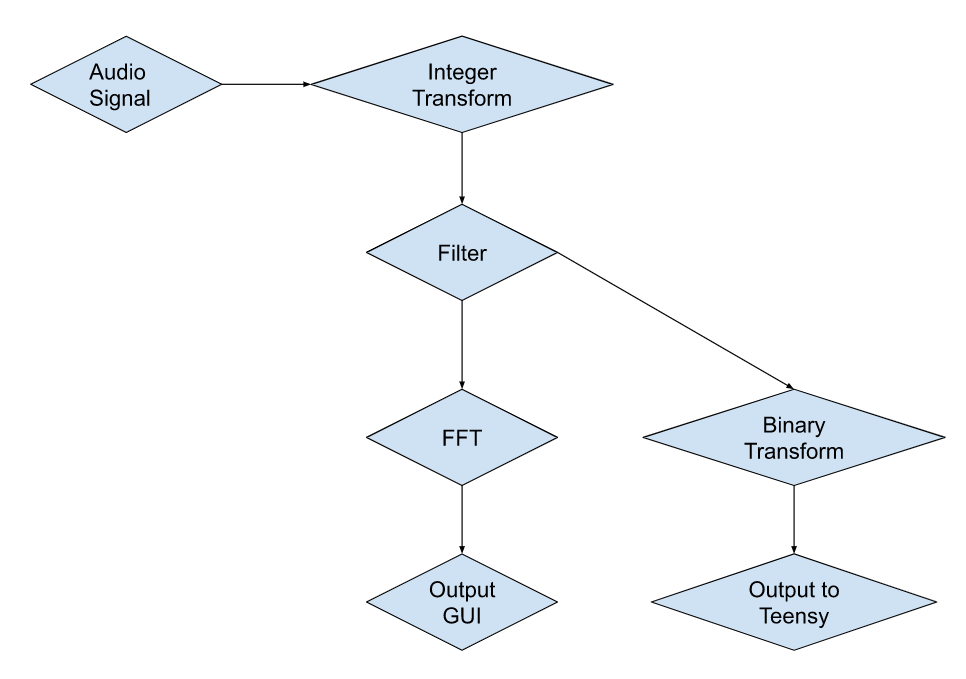 Audio
Signal
Integer
Transform
Filter
FFT
Binary
Transform
Output
GUI
Output to
Teensy